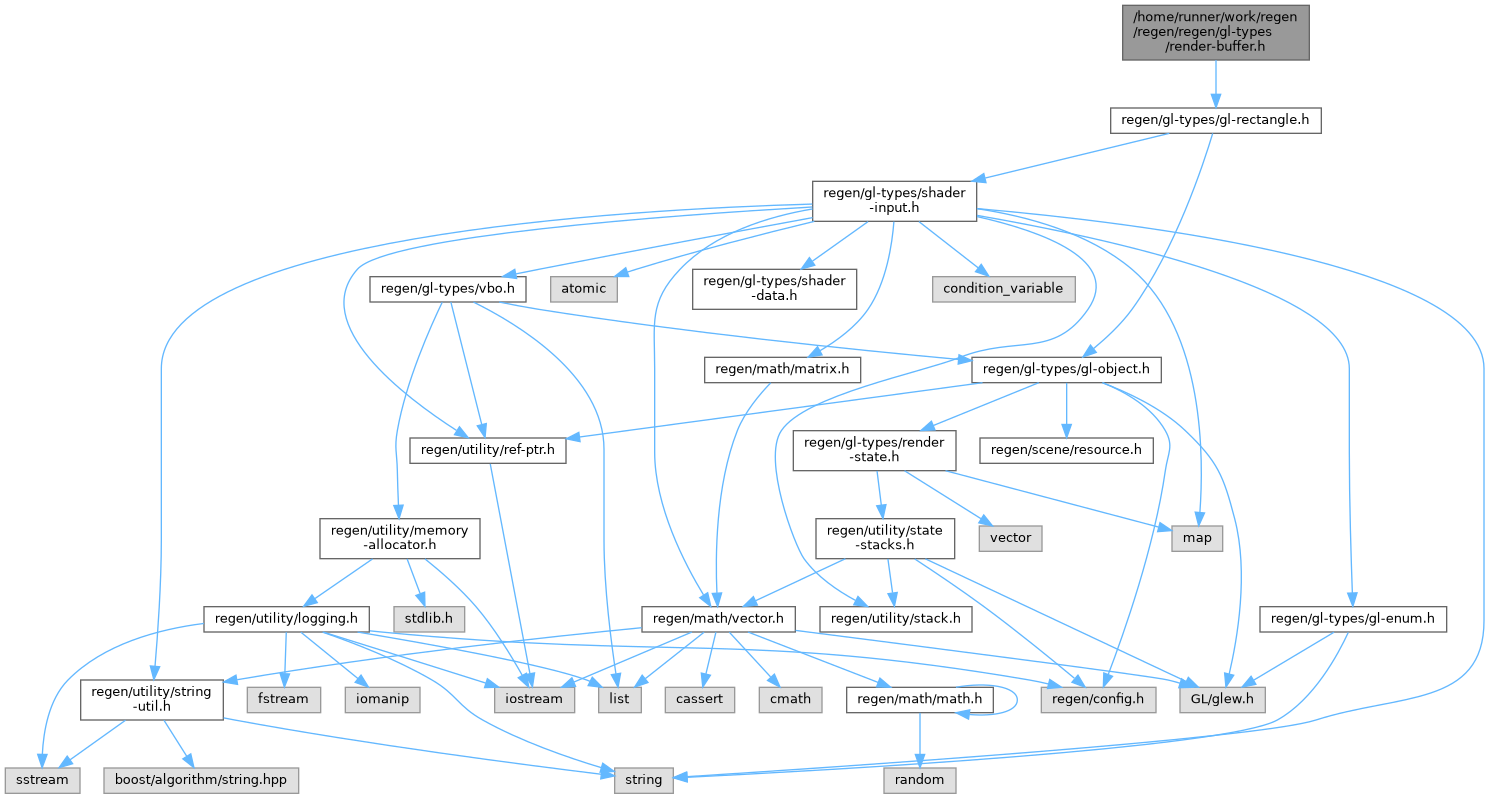 /home/runner/work/regen
/regen/regen/gl-types
/render-buffer.h
regen/gl-types/gl-rectangle.h
regen/gl-types/shader
-input.h
regen/gl-types/vbo.h
atomic
regen/gl-types/shader
-data.h
condition_variable
regen/math/matrix.h
regen/gl-types/gl-object.h
regen/utility/ref-ptr.h
regen/gl-types/render
-state.h
regen/scene/resource.h
regen/utility/memory
-allocator.h
regen/utility/state
-stacks.h
vector
map
regen/utility/logging.h
stdlib.h
regen/math/vector.h
regen/utility/stack.h
regen/gl-types/gl-enum.h
regen/utility/string
-util.h
fstream
iomanip
iostream
list
cassert
cmath
regen/math/math.h
regen/config.h
GL/glew.h
sstream
boost/algorithm/string.hpp
string
random